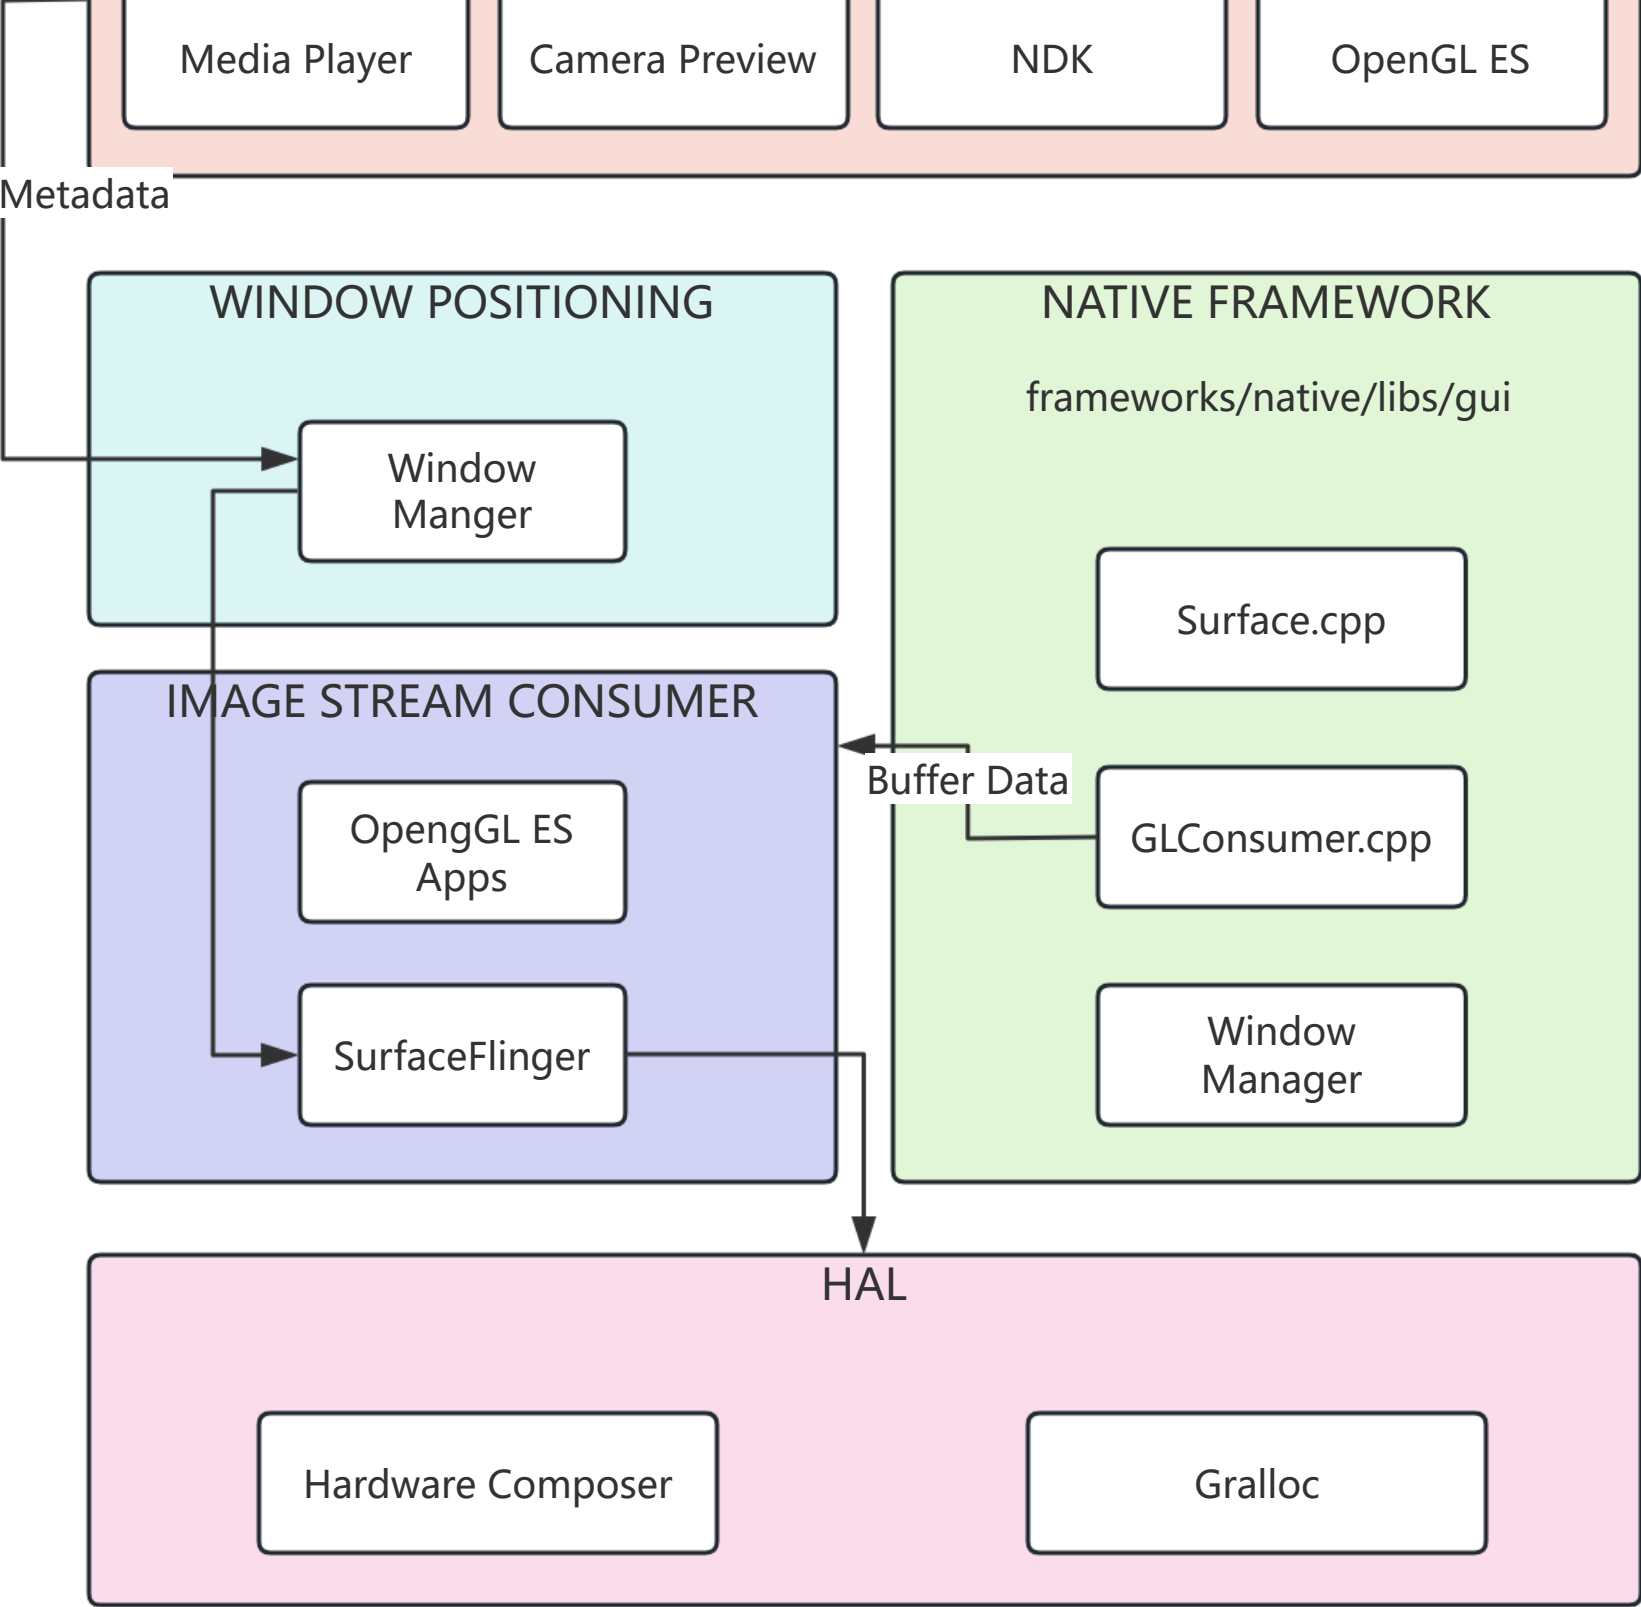 Media Player
Camera Preview
NDK
OpenGL ES
Metadata
WINDOW POSITIONING
Window
Manger
NATIVE FRAMEWORK
frameworks/native/libs/gui
Surface.cpp
IMAGE STREAM CONSUMER
Buffer Data
OpengGL ES
Apps
GLConsumer.cpp
SurfaceFlinger
Window
Manager
HAL
Hardware Composer
Gralloc